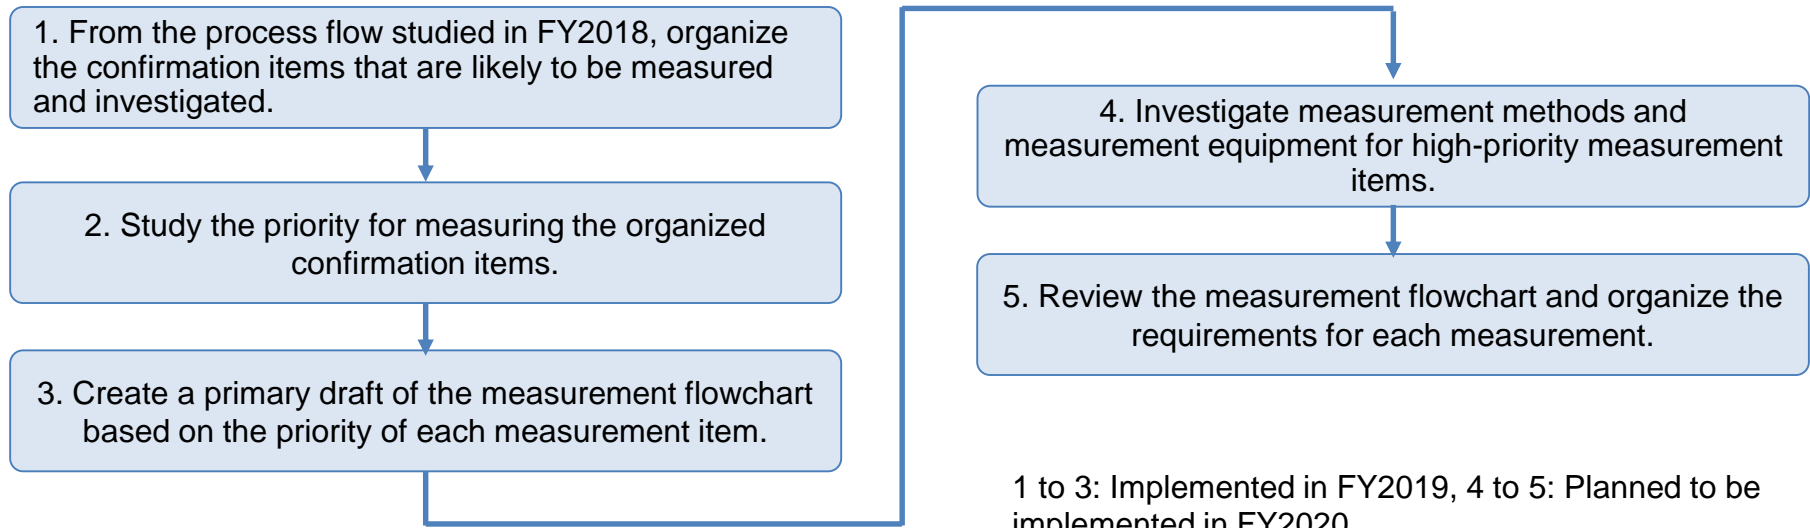 1. From the process flow studied in FY2018, organize
the confirmation items that are likely to be measured
and investigated.
2. Study the priority for measuring the organized
confirmation items.
3. Create a primary draft of the measurement flowchart
based on the priority of each measurement item.
4. Investigate measurement methods and
measurement equipment for high-priority measurement
items.
5. Review the measurement flowchart and organize the
requirements for each measurement.
1 to 3: Implemented in FY2019, 4 to 5: Planned to be
implemented in FY2020